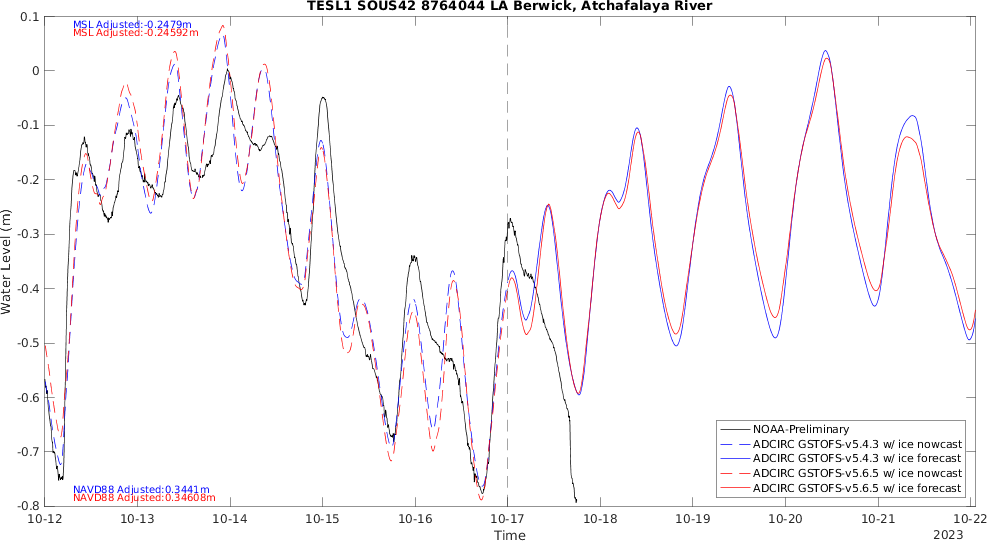 TESL1 SOUS42 8764044 LA Berwick, Atchafalaya River
MSL Adjusted:-0.2479m
MSL Adjusted:-0.24592m
0.1
0
-0.1
-0.2
-0.3
-0.4
-0.5
-0.6
-0.7
-0.8
Water Level (m)
NAVD88 Adjusted:0.3441m
NAVD88 Adjusted:0.34608m
NOAA-Preliminary
ADCIRC GSTOFS-v5.4.3 w/ ice nowcast
ADCIRC GSTOFS-v5.4.3 w/ ice forecast
ADCIRC GSTOFS-v5.6.5 w/ ice nowcast
ADCIRC GSTOFS-v5.6.5 w/ ice forecast
10-12 10-13 10-14 10-15 10-16 10-17 10-18 10-19 10-20 10-21 10-22
Time
2023